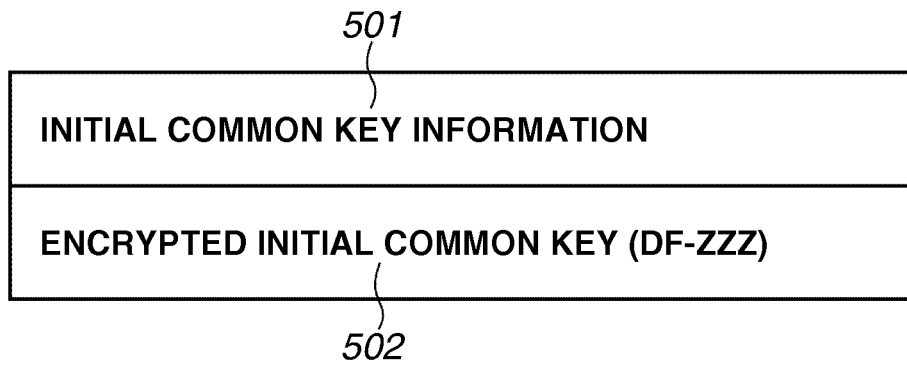 501
INITIAL COMMON KEY INFORMATION
ENCRYPTED INITIAL COMMON KEY (DF-ZZZ)
502